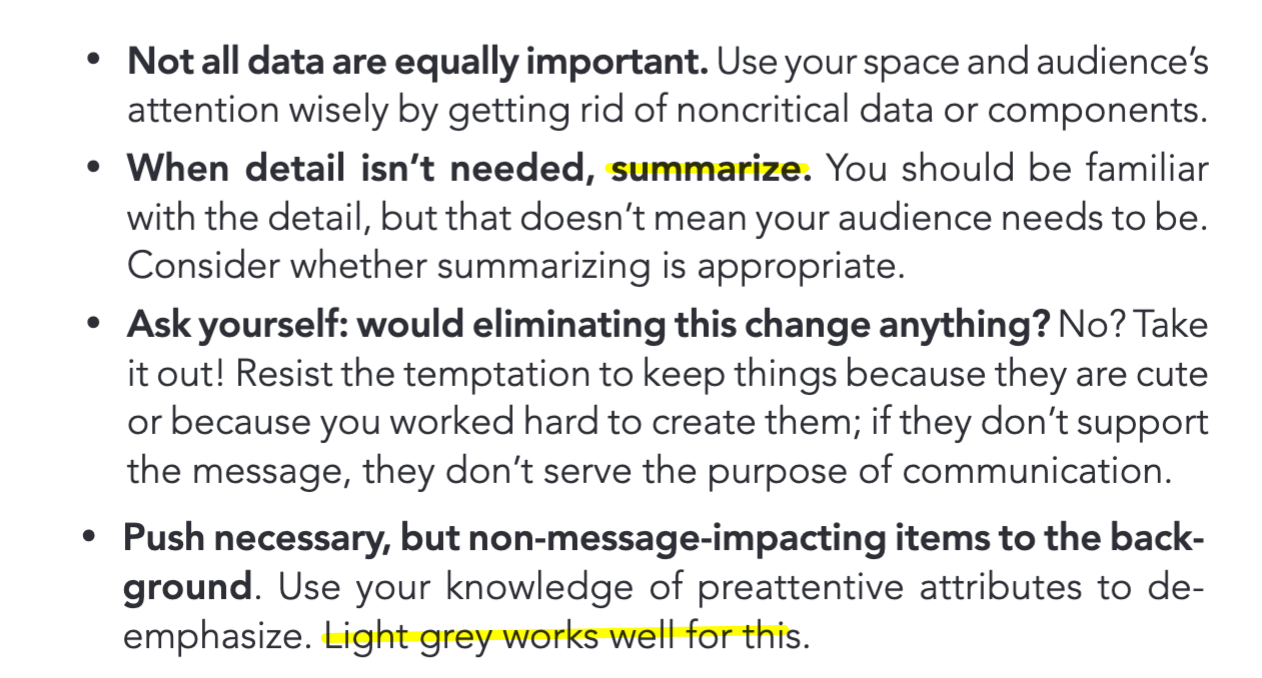 • Not all data are equally important. Use your space and audience’s
attention wisely by getting rid of noncritical data or components.
• When detail isn’t needed, summarize. You should be familiar
with the detail, but that doesn’t mean your audience needs to be.
Consider whether summarizing is appropriate.
• Ask yourself: would eliminating this change anything? No? Take
it out! Resist the temptation to keep things because they are cute
or because you worked hard to create them; if they don’t support
the message, they don’t serve the purpose of communication.
• Push necessary, but non-message-impacting items to the back-
ground. Use your knowledge of preattentive attributes to de-
emphasize. Light grey works well for this.